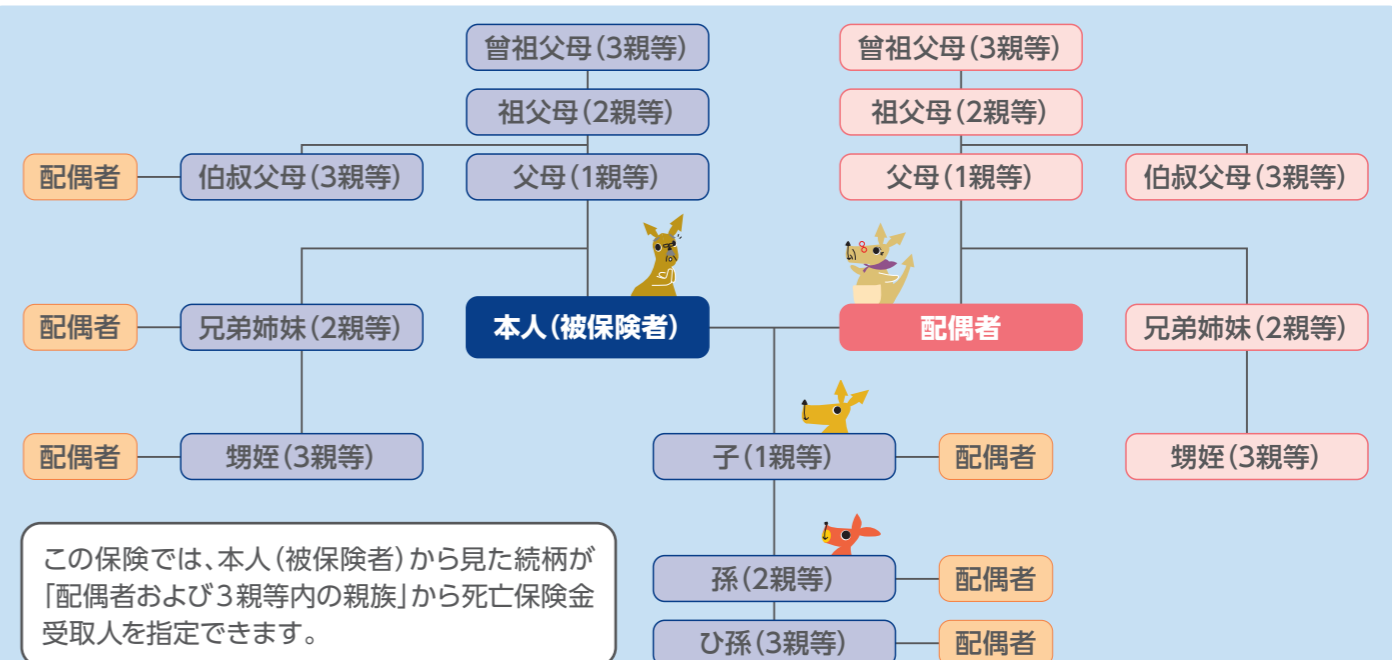 曾祖父母(3親等)
曾祖父母(3親等)
祖父母(2親等)
祖父母(2親等)
配偶者
伯叔父母(3親等)
父母(1親等)
父母(1親等)
伯叔父母(3親等)
配偶者
兄弟姉妹(2親等)
本人(被保険者)
配偶者
兄弟姉妹(2親等)
配偶者
甥姪(3親等)
子(1親等)
配偶者
甥姪(3親等)
この保険では、本人(被保険者)から見た続柄が
「配偶者および3親等内の親族」から死亡保険金
受取人を指定できます。
孫(2親等)
配偶者
ひ孫(3親等)
配偶者